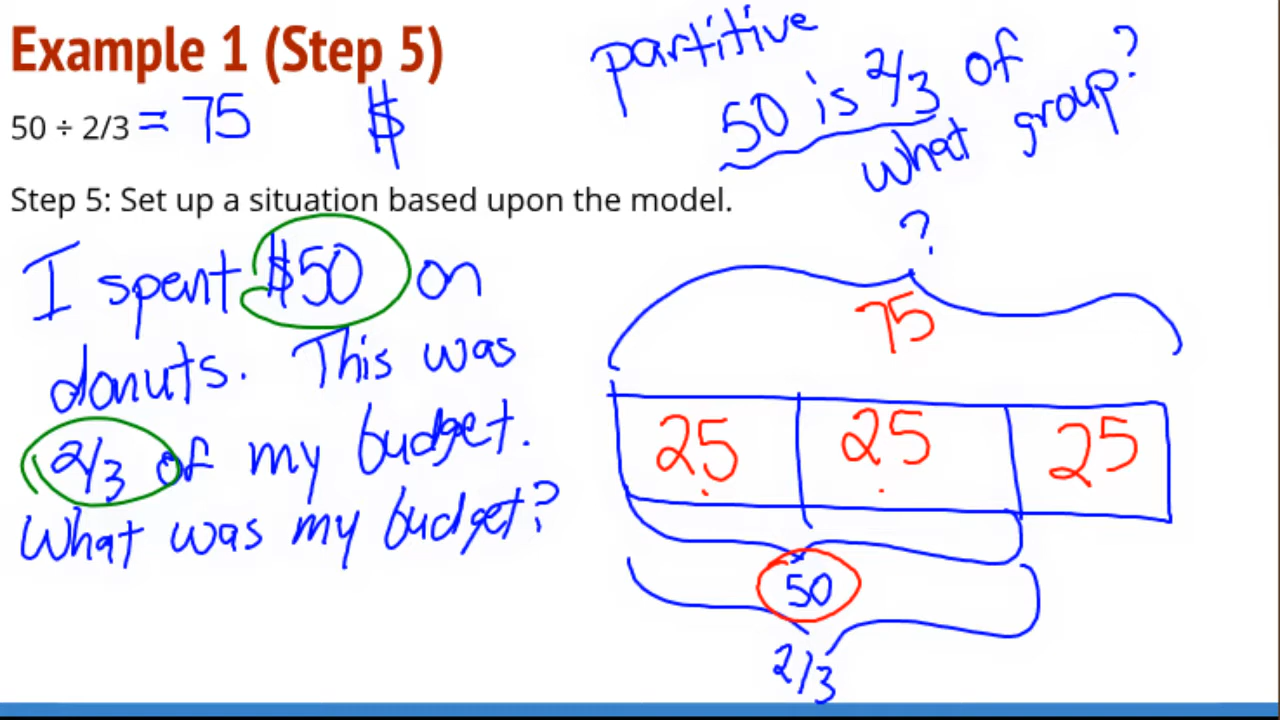 Example 1 (Step 5)
partitive
50 ÷ 2/3 = 75
$
50 is 2/3 of
what group?
Step 5: Set up a situation based upon the model.
I spent $50 on
donuts. This was
2/3 of my budget.
What was my budget?
?
75
25 25 25
50
2/3